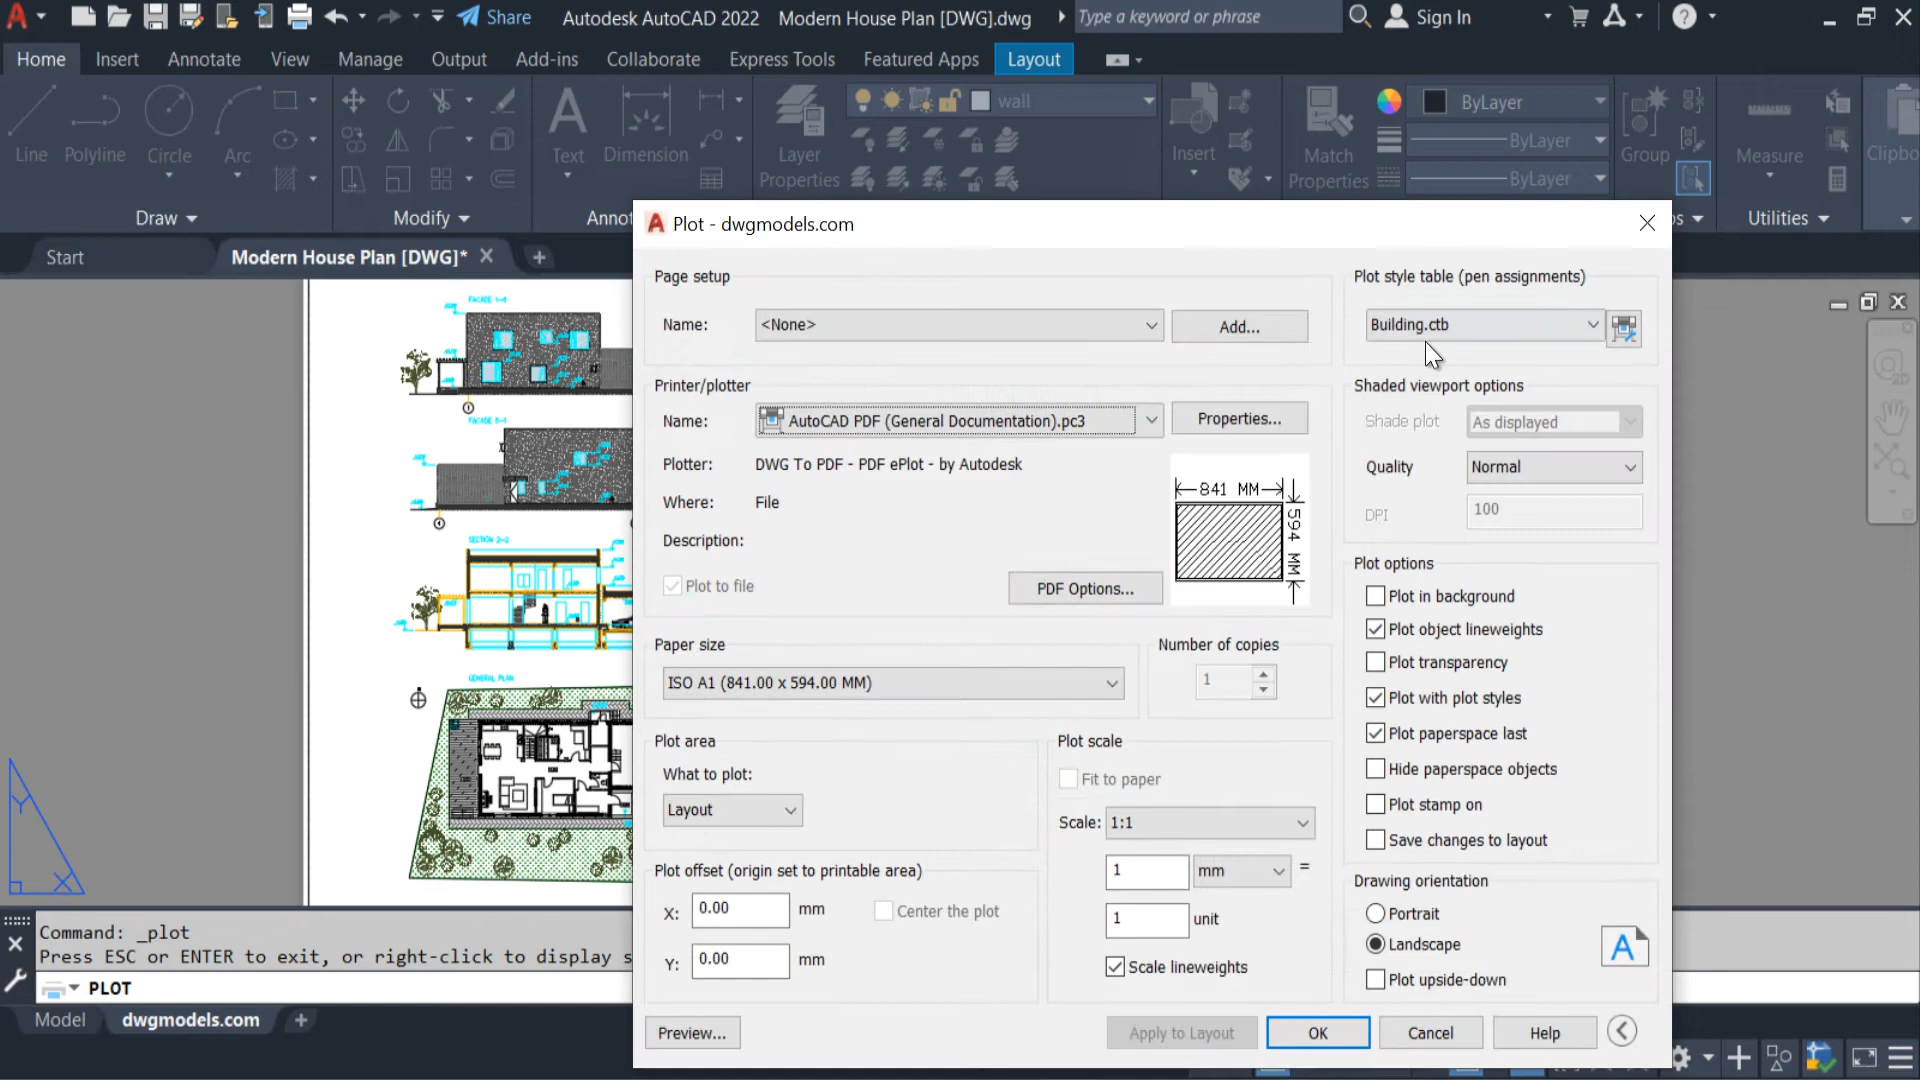 Share
Autodesk AutoCAD 2022
Modern House Plan [DWG].dwg
Type a keyword or phrase
Sign In
Home
Insert
Annotate
View
Manage
Output
Add-ins
Collaborate
Express Tools
Featured Apps
Layout
Line
Polyline
Circle
Arc
Text
Dimension
Layer
Properties
wall
Insert
Match
Properties
ByLayer
ByLayer
ByLayer
Group
Measure
Clipbo
Draw
Modify
Anno
Utilities
Start
Modern House Plan [DWG]*
FACADE 1-4
SECTION 2-2
GENERAL PLAN
Plot - dwgmodels.com
Page setup
Name:
<None>
Add...
Printer/plotter
Name:
AutoCAD PDF (General Documentation).pc3
Properties...
Plotter:
DWG To PDF - PDF ePlot - by Autodesk
Where:
File
Description:
Plot to file
PDF Options...
841 MM
594 MM
Paper size
ISO A1 (841.00 x 594.00 MM)
Number of copies
1
Plot area
What to plot:
Layout
Plot scale
Fit to paper
Scale:
1:1
1
mm
=
1
unit
Scale lineweights
Plot offset (origin set to printable area)
X:
0.00
mm
Center the plot
Y:
0.00
mm
Plot style table (pen assignments)
Building.ctb
Shaded viewport options
Shade plot
As displayed
Quality
Normal
DPI
100
Plot options
Plot in background
Plot object lineweights
Plot transparency
Plot with plot styles
Plot paperspace last
Hide paperspace objects
Plot stamp on
Save changes to layout
Drawing orientation
Portrait
Landscape
Plot upside-down
A
Preview...
Apply to Layout
OK
Cancel
Help
Y
X
Command: _plot
Press ESC or ENTER to exit, or right-click to display s
PLOT
Model
dwgmodels.com